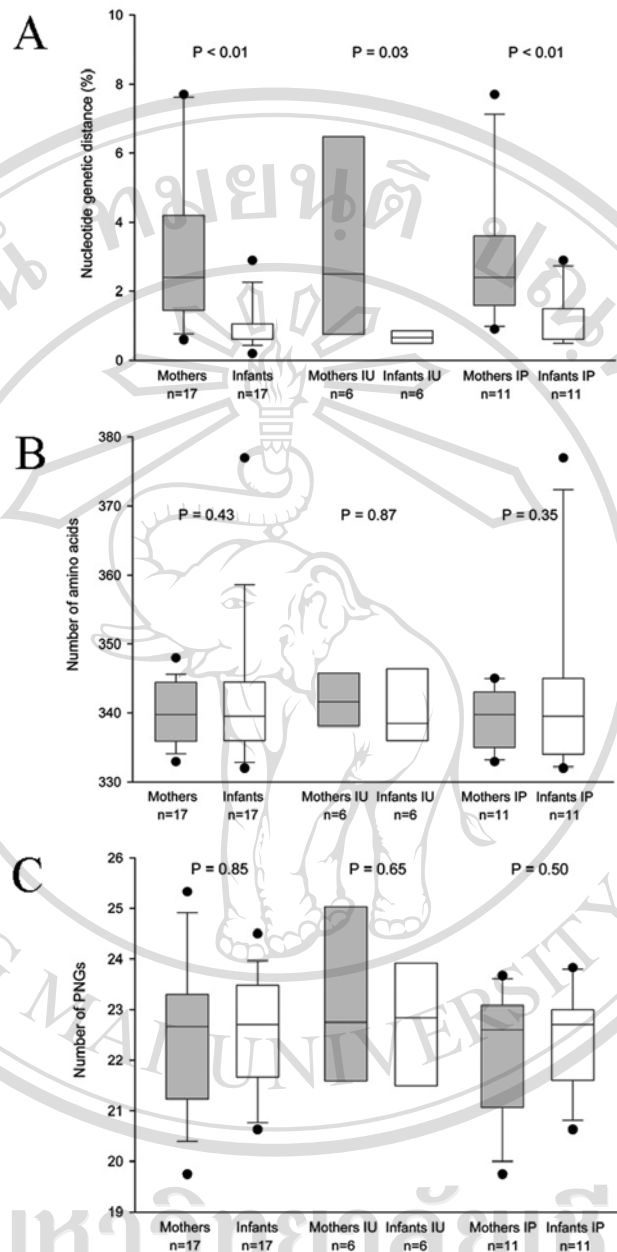 A
Nucleotide genetic distance (%)
10
8
6
4
2
0
P < 0.01
P = 0.03
P < 0.01
Mothers Infants Mothers IU Infants IU Mothers IP Infants IP
n=17 n=17 n=6 n=6 n=11 n=11
B
Number of amino acids
380
370
360
350
340
330
P = 0.43
P = 0.87
P = 0.35
Mothers Infants Mothers IU Infants IU Mothers IP Infants IP
n=17 n=17 n=6 n=6 n=11 n=11
C
Number of PNGs
26
25
24
23
22
21
20
19
P = 0.85
P = 0.65
P = 0.50
Mothers Infants Mothers IU Infants IU Mothers IP Infants IP
n=17 n=17 n=6 n=6 n=11 n=11
MAI UNIVERSITY